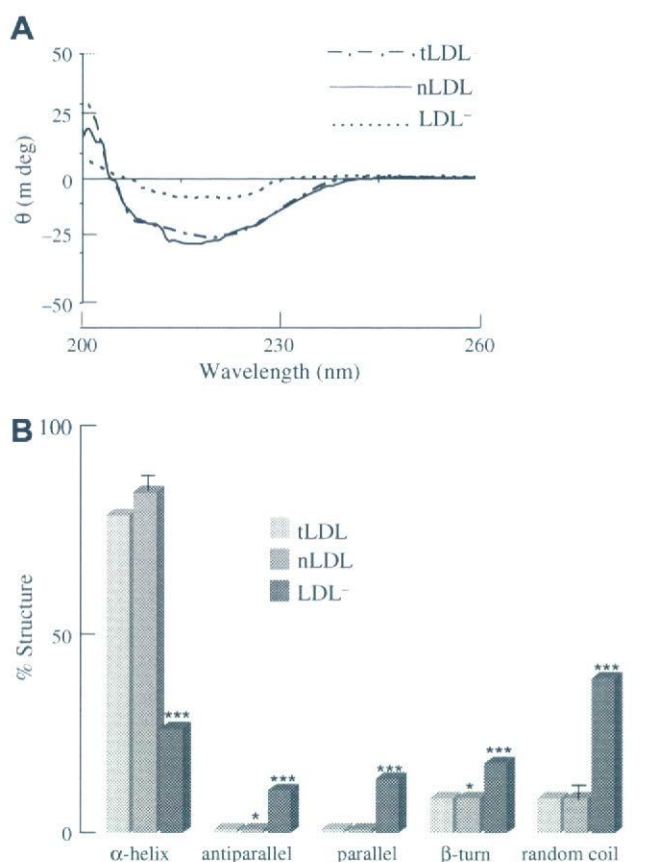 A
50
25
0
−25
−50
θ (m deg)
tLDL
nLDL
LDL⁻
200
230
260
Wavelength (nm)
B
100
50
0
% Structure
tLDL
nLDL
LDL⁻
***
*
***
***
*
***
***
α-helix
antiparallel
parallel
β-turn
random coil